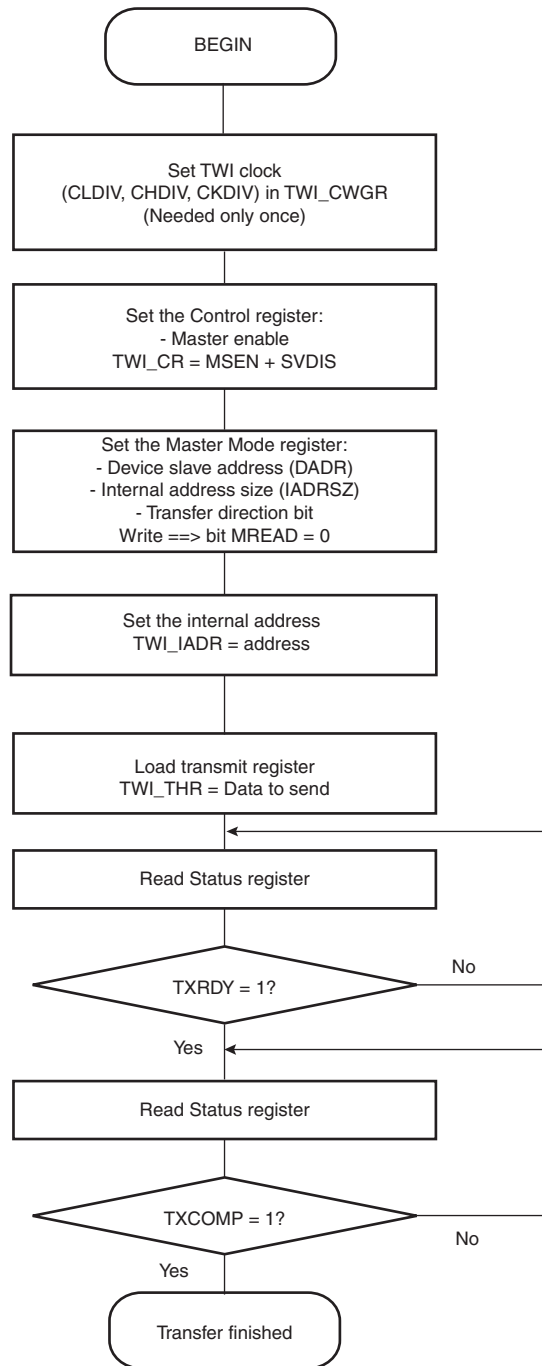 BEGIN
Set TWI clock
(CLDIV, CHDIV, CKDIV) in TWI_CWGR
(Needed only once)
Set the Control register:
- Master enable
TWI_CR = MSEN + SVDIS
Set the Master Mode register:
- Device slave address (DADR)
- Internal address size (IADRSZ)
- Transfer direction bit
Write ==> bit MREAD = 0
Set the internal address
TWI_IADR = address
Load transmit register
TWI_THR = Data to send
Read Status register
No
TXRDY = 1?
Yes
Read Status register
TXCOMP = 1?
No
Yes
Transfer finished